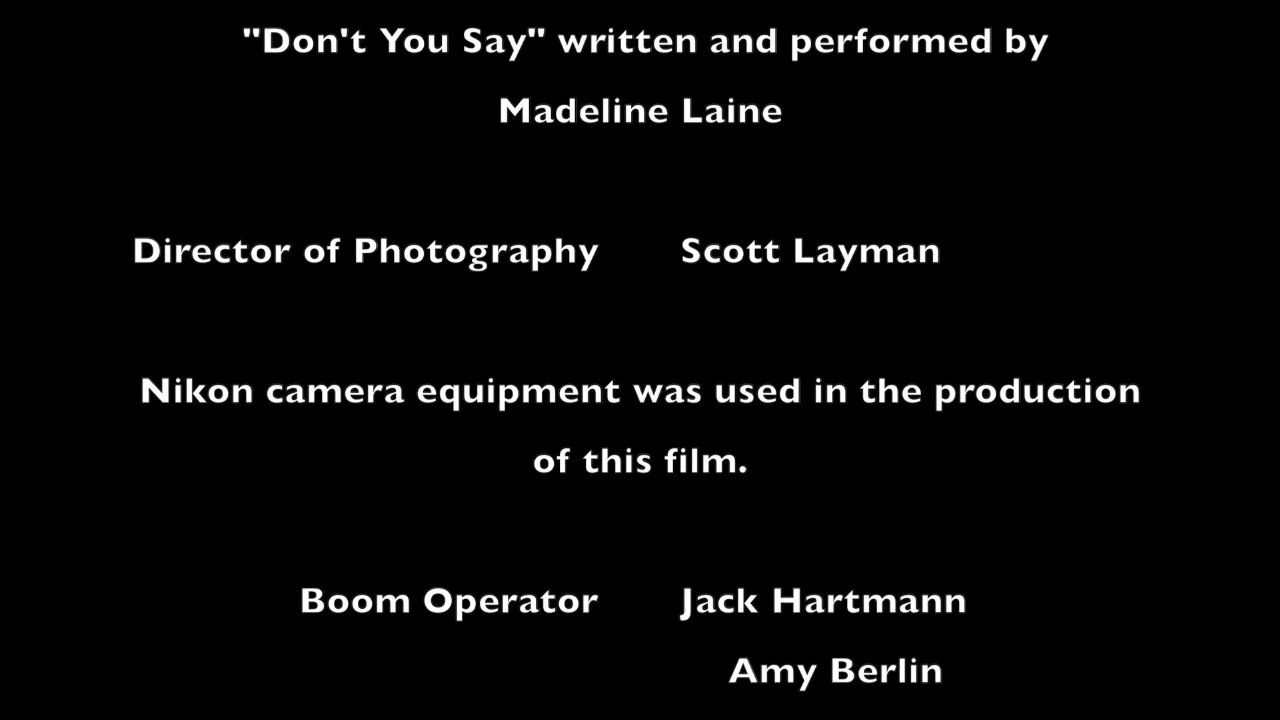 "Don't You Say" written and performed by
Madeline Laine
Director of Photography Scott Layman
Nikon camera equipment was used in the production
of this film.
Boom Operator Jack Hartmann
Amy Berlin